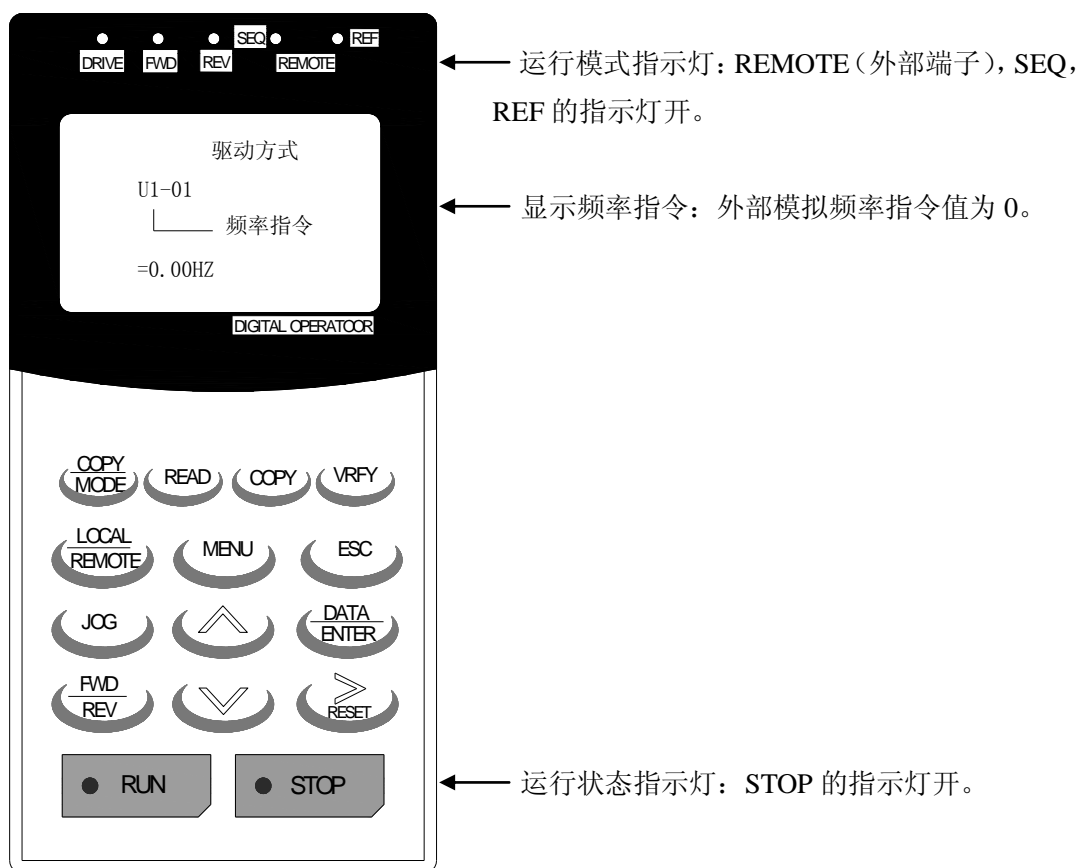 SEQ REF
DRIVE FWD REV REMOTE
运行模式指示灯：REMOTE（外部端子），SEQ，
REF 的指示灯开。
驱动方式
U1-01
频率指令
=0.00HZ
显示频率指令：外部模拟频率指令值为 0。
DIGITAL OPERATOOR
COPY
MODE
READ
COPY
VRFY
LOCAL
REMOTE
MENU
ESC
JOG
DATA
ENTER
FWD
REV
>
RESET
RUN
STOP
运行状态指示灯：STOP 的指示灯开。